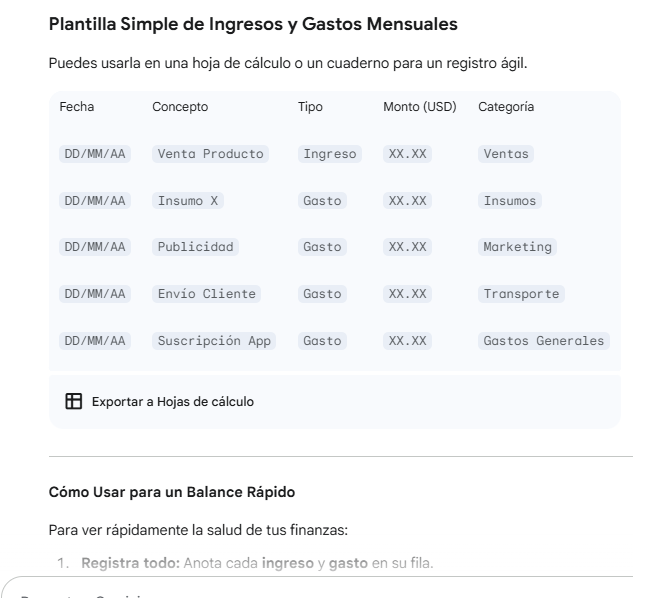 Plantilla Simple de Ingresos y Gastos Mensuales
Puedes usarla en una hoja de cálculo o un cuaderno para un registro ágil.
Fecha Concepto Tipo Monto (USD) Categoría
DD/MM/AA Venta Producto Ingreso XX.XX Ventas
DD/MM/AA Insumo X Gasto XX.XX Insumos
DD/MM/AA Publicidad Gasto XX.XX Marketing
DD/MM/AA Envío Cliente Gasto XX.XX Transporte
DD/MM/AA Suscripción App Gasto XX.XX Gastos Generales
Exportar a Hojas de cálculo
Cómo Usar para un Balance Rápido
Para ver rápidamente la salud de tus finanzas:
1. Registra todo: Anota cada ingreso y gasto en su fila.